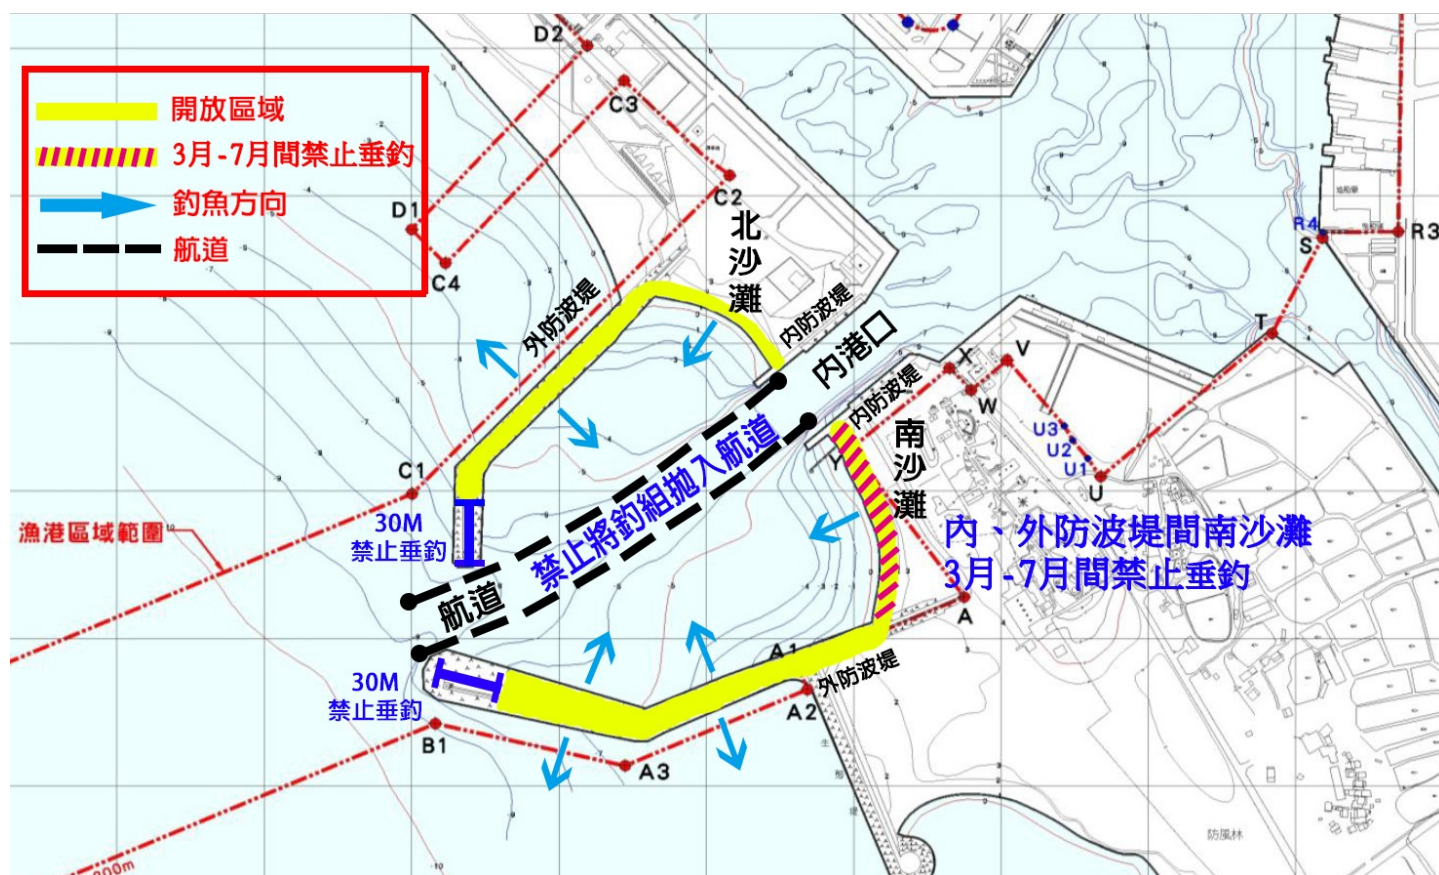 開放區域
3月-7月間禁止垂釣
釣魚方向
航道
D2
C3
C2
D1
C4
北沙灘
外防波堤
內防波堤
內港口
R4
S
R3
T
X
V
W
內防波堤
U3
U2
U1
U
Y
南沙灘
C1
漁港區域範圍
30M
禁止垂釣
禁止將釣組拋入航道
航道
內、外防波堤間南沙灘
3月-7月間禁止垂釣
A
A1
外防波堤
A2
30M
禁止垂釣
B1
A3
防風林